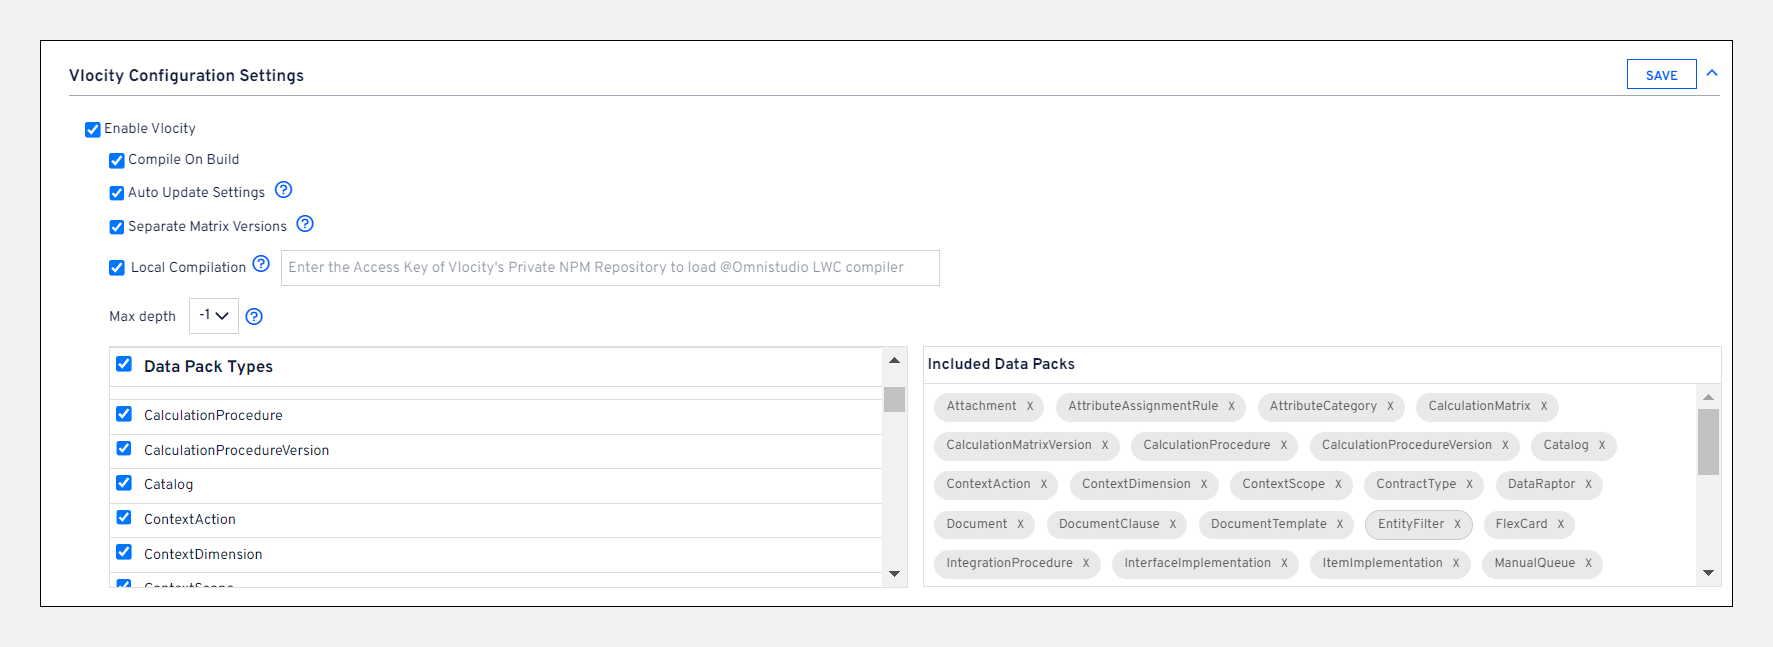 Vlocity Configuration Settings
SAVE
Enable Vlocity
Compile On Build
Auto Update Settings ?
Separate Matrix Versions ?
Local Compilation ? Enter the Access Key of Vlocity's Private NPM Repository to load @Omnistudio LWC compiler
Max depth -1 ?
Data Pack Types
CalculationProcedure
CalculationProcedureVersion
Catalog
ContextAction
ContextDimension
ContextScope
Included Data Packs
Attachment X AttributeAssignmentRule X AttributeCategory X CalculationMatrix X
CalculationMatrixVersion X CalculationProcedure X CalculationProcedureVersion X Catalog X
ContextAction X ContextDimension X ContextScope X ContractType X DataRaptor X
Document X DocumentClause X DocumentTemplate X EntityFilter X FlexCard X
IntegrationProcedure X InterfaceImplementation X ItemImplementation X ManualQueue X